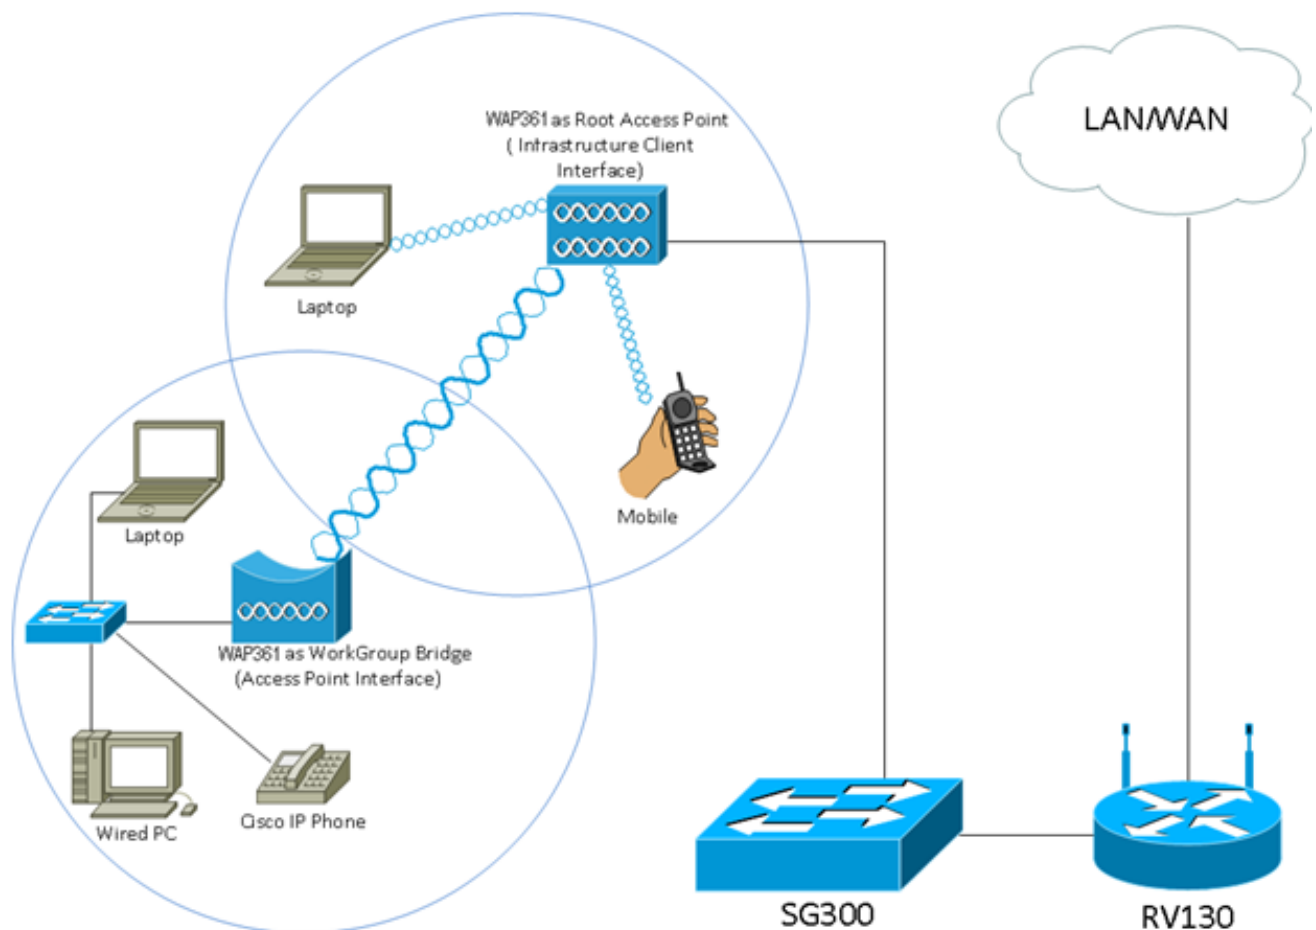 WAP361 as Root Access Point
( Infrastructure Client
Interface)
LAN/WAN
Laptop
Mobile
Laptop
WAP361 as WorkGroup Bridge
(Access Point Interface)
Wired PC
Cisco IP Phone
SG300
RV130